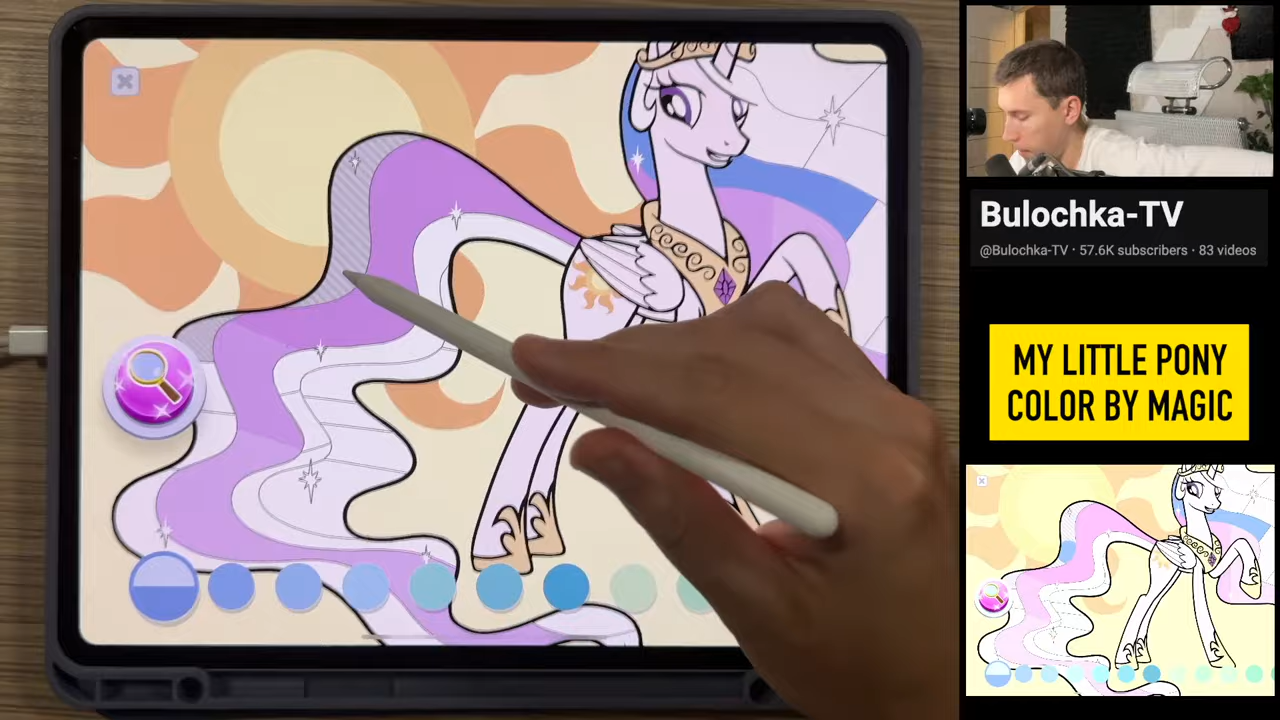 Bulochka-TV
@Bulochka-TV · 57.6K subscribers · 83 videos
MY LITTLE PONY
COLOR BY MAGIC